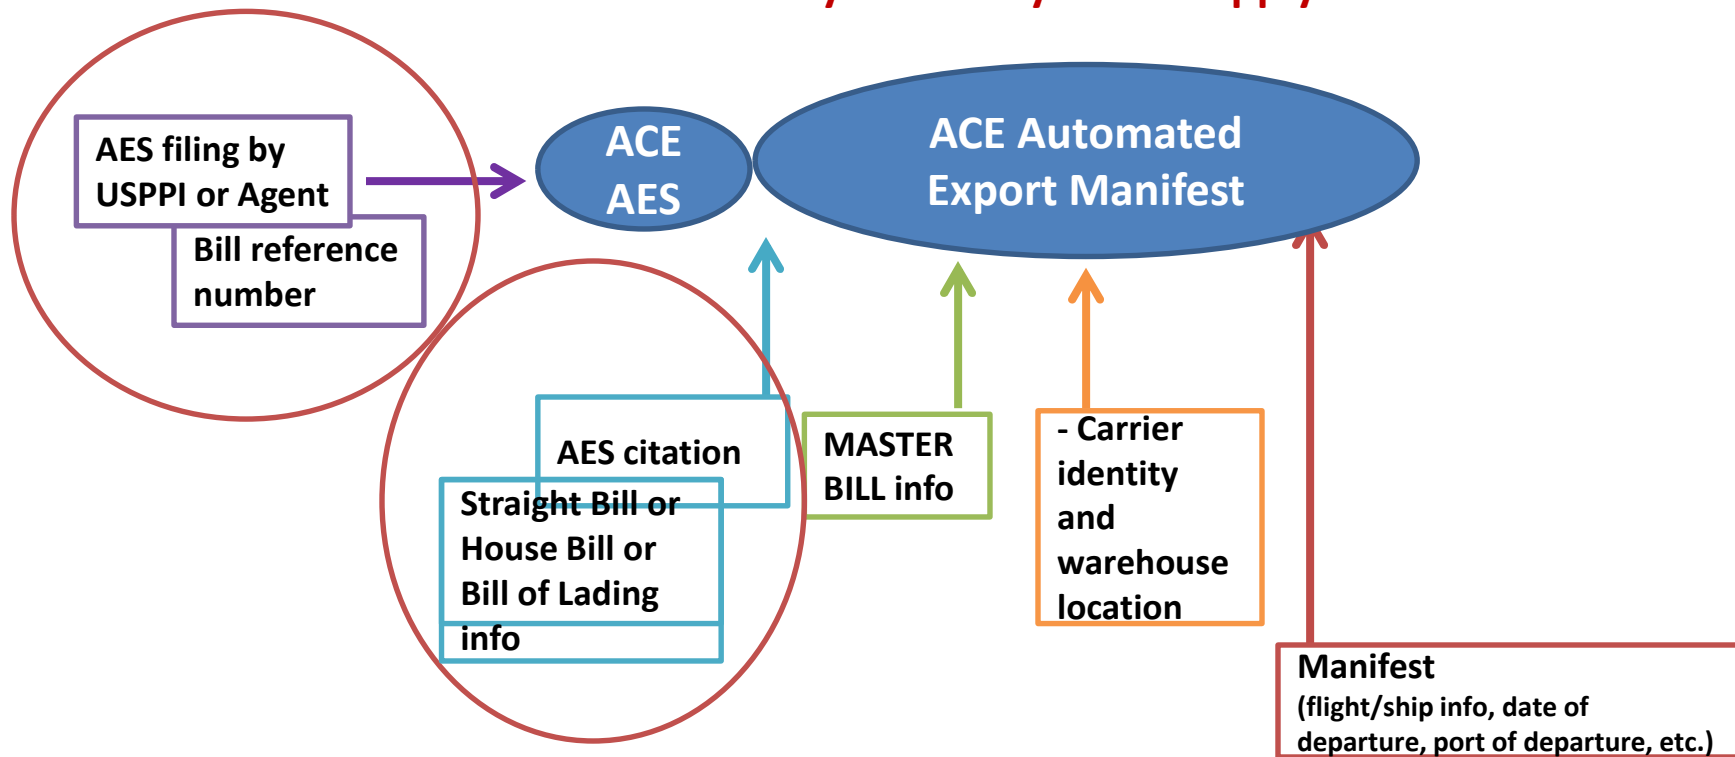 AES filing by
USPPI or Agent
Bill reference
number
ACE
AES
ACE Automated
Export Manifest
AES citation
Straight Bill or
House Bill or
Bill of Lading
info
MASTER
BILL info
- Carrier
identity
and
warehouse
location
Manifest
(flight/ship info, date of
departure, port of departure, etc.)